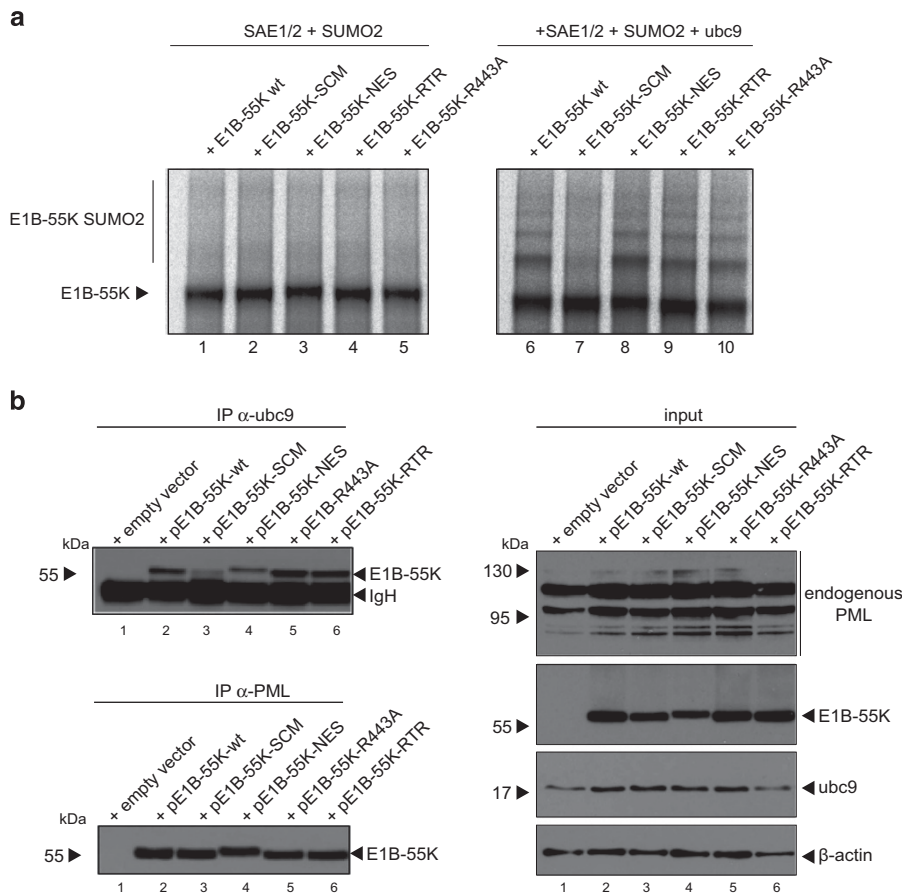 a
SAE1/2 + SUMO2
+ E1B-55K wt
+ E1B-55K-SCM
+ E1B-55K-NES
+ E1B-55K-RTR
+ E1B-55K-R443A
E1B-55K SUMO2
E1B-55K
1 2 3 4 5
+SAE1/2 + SUMO2 + ubc9
+ E1B-55K wt
+ E1B-55K-SCM
+ E1B-55K-NES
+ E1B-55K-RTR
+ E1B-55K-R443A
6 7 8 9 10
b
IP α-ubc9
+ empty vector
+ pE1B-55K-wt
+ pE1B-55K-SCM
+ pE1B-55K-NES
+ pE1B-R443A
+ pE1B-55K-RTR
kDa
55
E1B-55K
IgH
1 2 3 4 5 6
IP α-PML
+ empty vector
+ pE1B-55K-wt
+ pE1B-55K-SCM
+ pE1B-55K-NES
+ pE1B-55K-R443A
+ pE1B-55K-RTR
kDa
55
E1B-55K
1 2 3 4 5 6
input
+ empty vector
+ pE1B-55K-wt
+ pE1B-55K-SCM
+ pE1B-55K-NES
+ pE1B-55K-R443A
+ pE1B-55K-RTR
kDa
130
95
endogenous
PML
55
E1B-55K
17
ubc9
β-actin
1 2 3 4 5 6